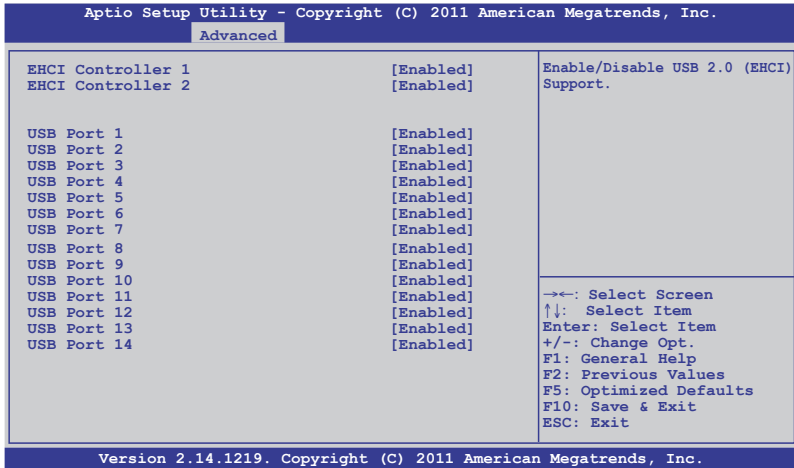 Aptio Setup Utility - Copyright (C) 2011 American Megatrends, Inc.
Advanced
EHCI Controller 1 [Enabled]
EHCI Controller 2 [Enabled]
USB Port 1 [Enabled]
USB Port 2 [Enabled]
USB Port 3 [Enabled]
USB Port 4 [Enabled]
USB Port 5 [Enabled]
USB Port 6 [Enabled]
USB Port 7 [Enabled]
USB Port 8 [Enabled]
USB Port 9 [Enabled]
USB Port 10 [Enabled]
USB Port 11 [Enabled]
USB Port 12 [Enabled]
USB Port 13 [Enabled]
USB Port 14 [Enabled]
Enable/Disable USB 2.0 (EHCI)
Support.
→←: Select Screen
↑↓: Select Item
Enter: Select Item
+/-: Change Opt.
F1: General Help
F2: Previous Values
F5: Optimized Defaults
F10: Save & Exit
ESC: Exit
Version 2.14.1219. Copyright (C) 2011 American Megatrends, Inc.